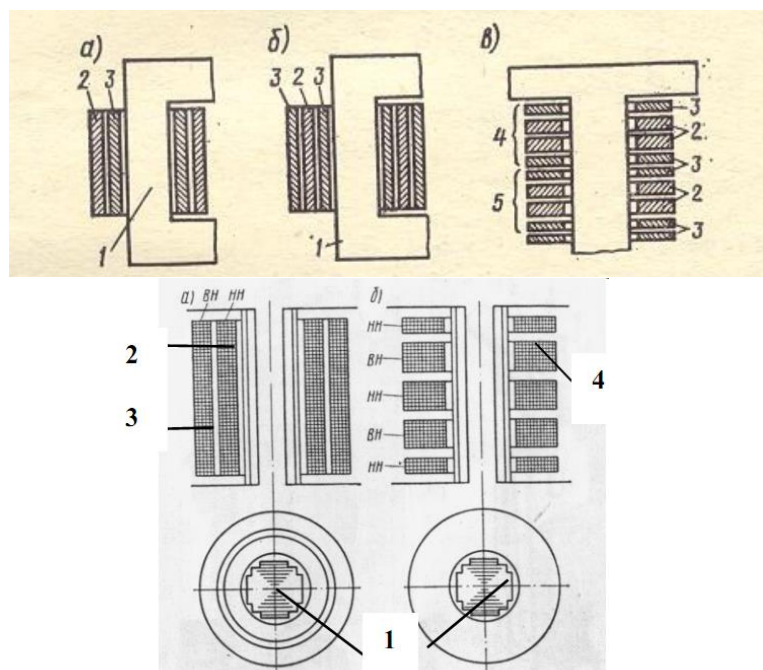 а) б) в)
2 3 3 2 3
4 3
2
3
5 2
3
1 1
а) ВН НН б)
НН
2 ВН 4
НН
3 ВН
НН
1